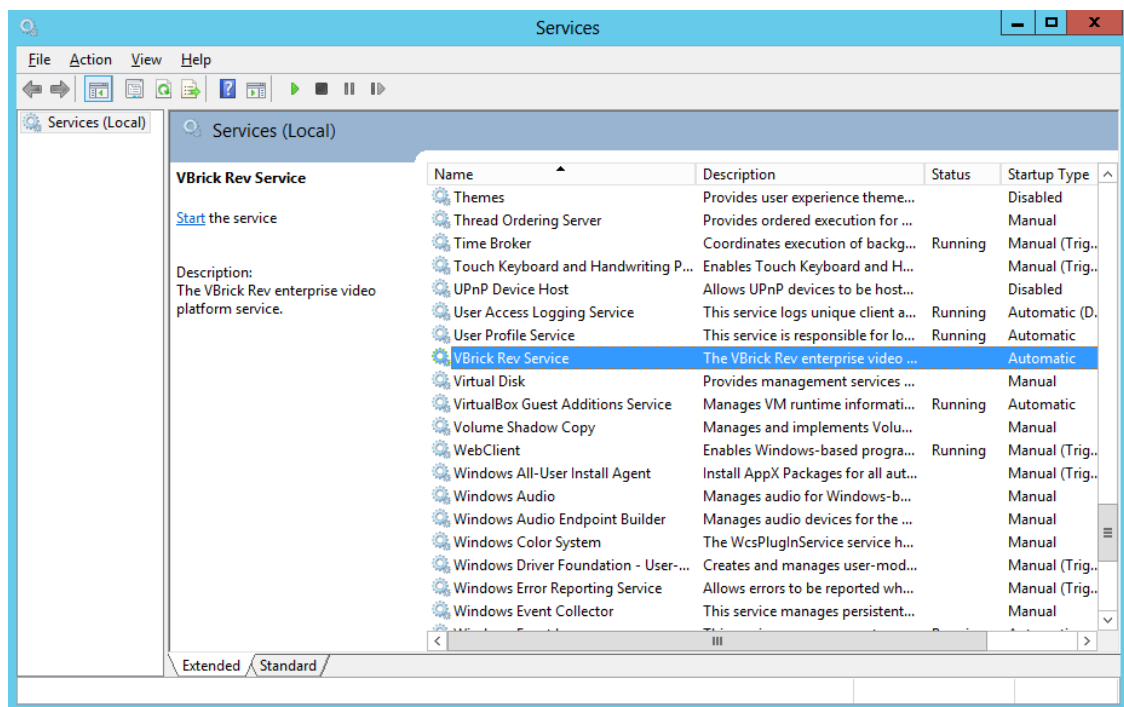 Services
File Action View Help
Services (Local)
Services (Local)
VBrick Rev Service
Start the service
Description:
The VBrick Rev enterprise video
platform service.
Name Description Status Startup Type
Themes Provides user experience theme... Disabled
Thread Ordering Server Provides ordered execution for ... Manual
Time Broker Coordinates execution of backg... Running Manual (Trig..
Touch Keyboard and Handwriting P... Enables Touch Keyboard and H... Manual (Trig..
UPnP Device Host Allows UPnP devices to be host... Disabled
User Access Logging Service This service logs unique client a... Running Automatic (D.
User Profile Service This service is responsible for lo... Running Automatic
VBrick Rev Service The VBrick Rev enterprise video ... Automatic
Virtual Disk Provides management services ... Manual
VirtualBox Guest Additions Service Manages VM runtime informati... Running Automatic
Volume Shadow Copy Manages and implements Volu... Manual
WebClient Enables Windows-based progra... Running Manual (Trig..
Windows All-User Install Agent Install AppX Packages for all aut... Manual (Trig..
Windows Audio Manages audio for Windows-b... Manual
Windows Audio Endpoint Builder Manages audio devices for the ... Manual
Windows Color System The WcsPlugInService service h... Manual
Windows Driver Foundation - User-... Creates and manages user-mod... Manual (Trig..
Windows Error Reporting Service Allows errors to be reported wh... Manual (Trig..
Windows Event Collector This service manages persistent... Manual
Extended Standard